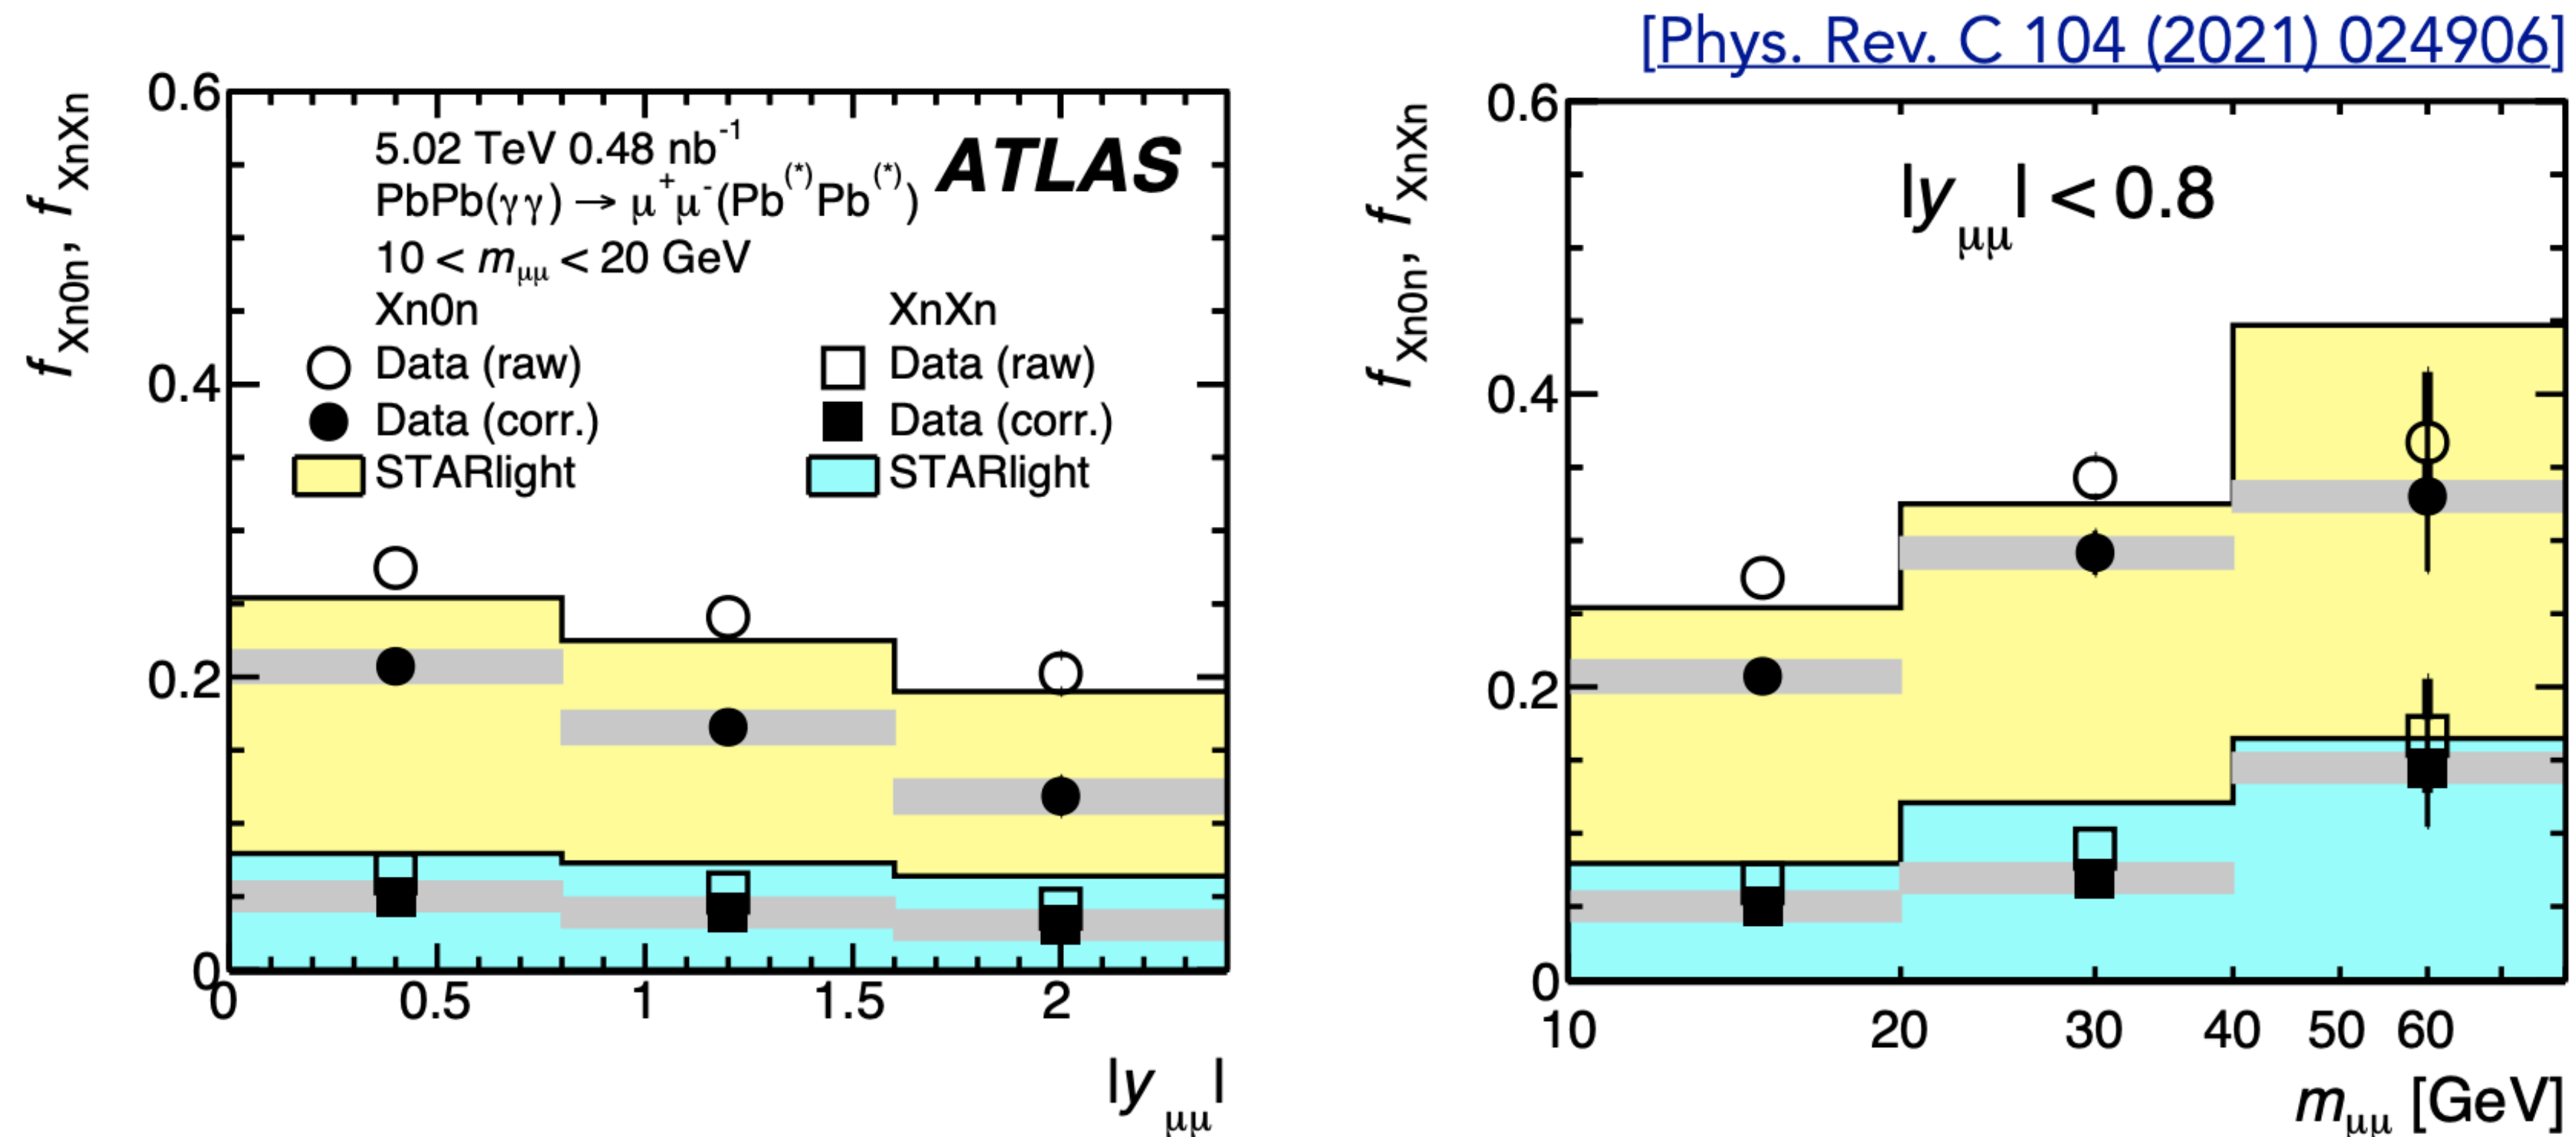 [Phys. Rev. C 104 (2021) 024906]
f Xn0n, f XnXn
0.6
0.4
0.2
0
5.02 TeV 0.48 nb⁻¹
ATLAS
PbPb(γγ) → μ⁺μ⁻(Pb⁽*⁾Pb⁽*⁾)
10 < mμμ < 20 GeV
Xn0n XnXn
Data (raw) Data (raw)
Data (corr.) Data (corr.)
STARlight STARlight
0 0.5 1 1.5 2
|yμμ|
f Xn0n, f XnXn
0.6
0.4
0.2
0
|yμμ| < 0.8
10 20 30 40 50 60
mμμ [GeV]